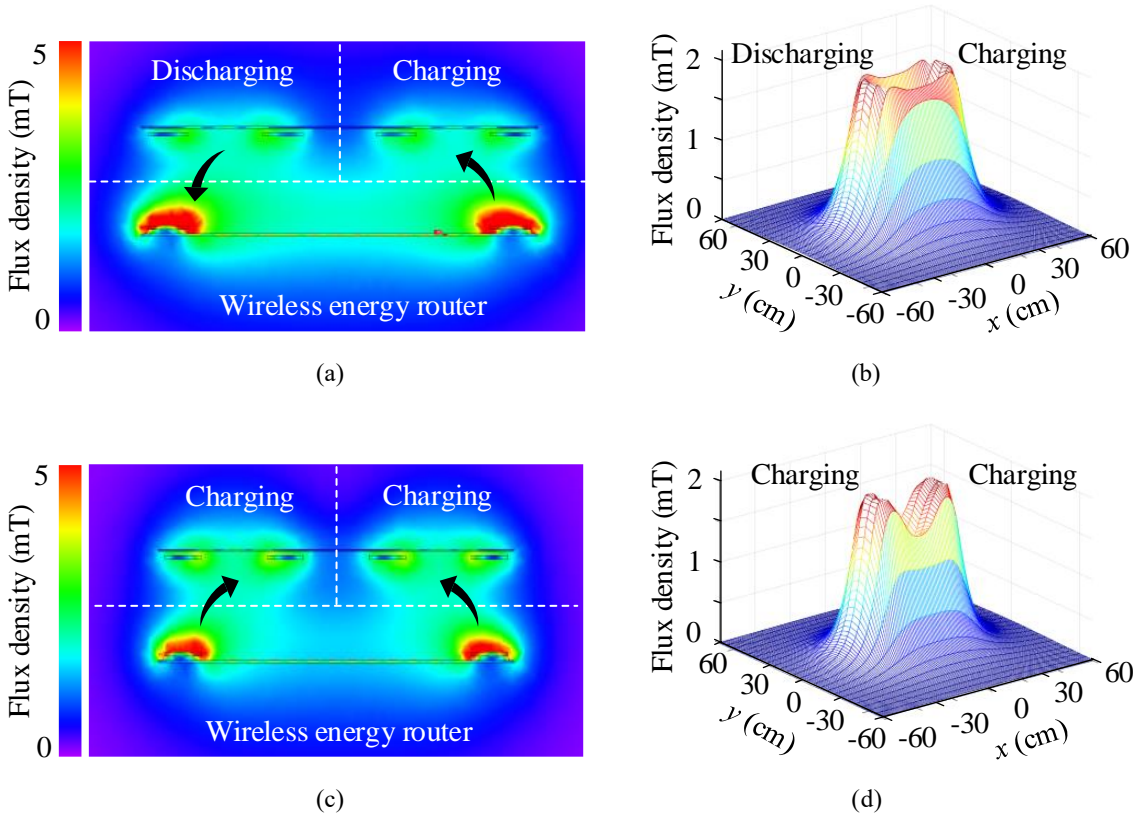 5
Flux density (mT)
0
Discharging
Charging
Wireless energy router
(a)
2
1
0
Flux density (mT)
Discharging
Charging
60
30
0
-30
-60
y (cm)
-60
-30
0
30
60
x (cm)
(b)
5
Flux density (mT)
0
Charging
Charging
Wireless energy router
(c)
2
1
0
Flux density (mT)
Charging
Charging
60
30
0
-30
-60
y (cm)
-60
-30
0
30
60
x (cm)
(d)